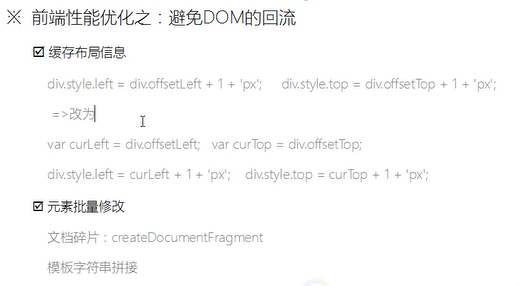 ※ 前端性能优化之：避免DOM的回流
☑ 缓存布局信息
div.style.left = div.offsetLeft + 1 + 'px'; div.style.top = div.offsetTop + 1 + 'px';
=>改为
var curLeft = div.offsetLeft; var curTop = div.offsetTop;
div.style.left = curLeft + 1 + 'px'; div.style.top = curTop + 1 + 'px';
☑ 元素批量修改
文档碎片：createDocumentFragment
模板字符串拼接